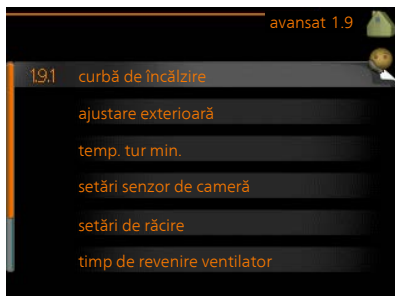 avansat 1.9
1.9.1 curbă de încălzire
ajustare exterioară
temp. tur min.
setări senzor de cameră
setări de răcire
timp de revenire ventilator